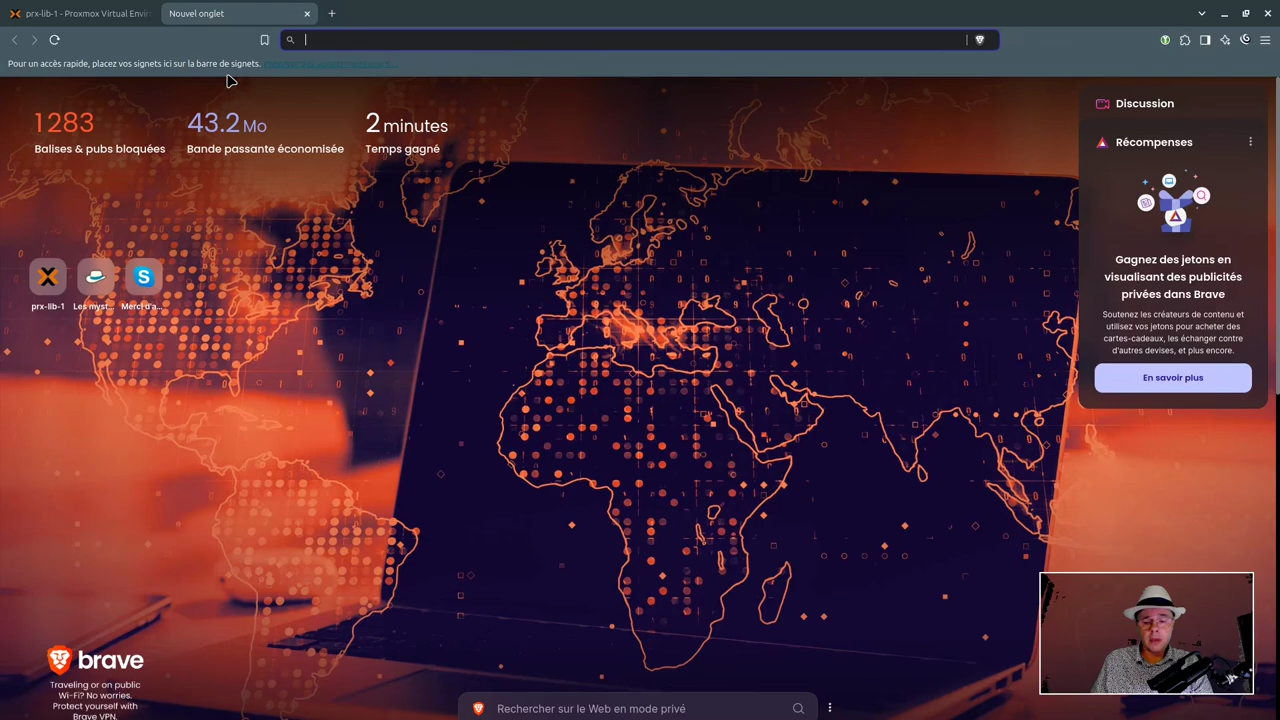 prx-lib-1 - Proxmox Virtual Envir
Nouvel onglet
Pour un accès rapide, placez vos signets ici sur la barre de signets.
1 283
Balises & pubs bloquées
43.2 Mo
Bande passante économisée
2 minutes
Temps gagné
prx-lib-1
Les myst...
Merci d'a...
Discussion
Récompenses
Gagnez des jetons en
visualisant des publicités
privées dans Brave
Soutenez les créateurs de contenu et
utilisez vos jetons pour acheter des
cartes-cadeaux, les échanger contre
d'autres devises, et plus encore.
En savoir plus
brave
Traveling or on public
Wi-Fi? No worries.
Protect yourself with
Brave VPN.
Rechercher sur le Web en mode privé